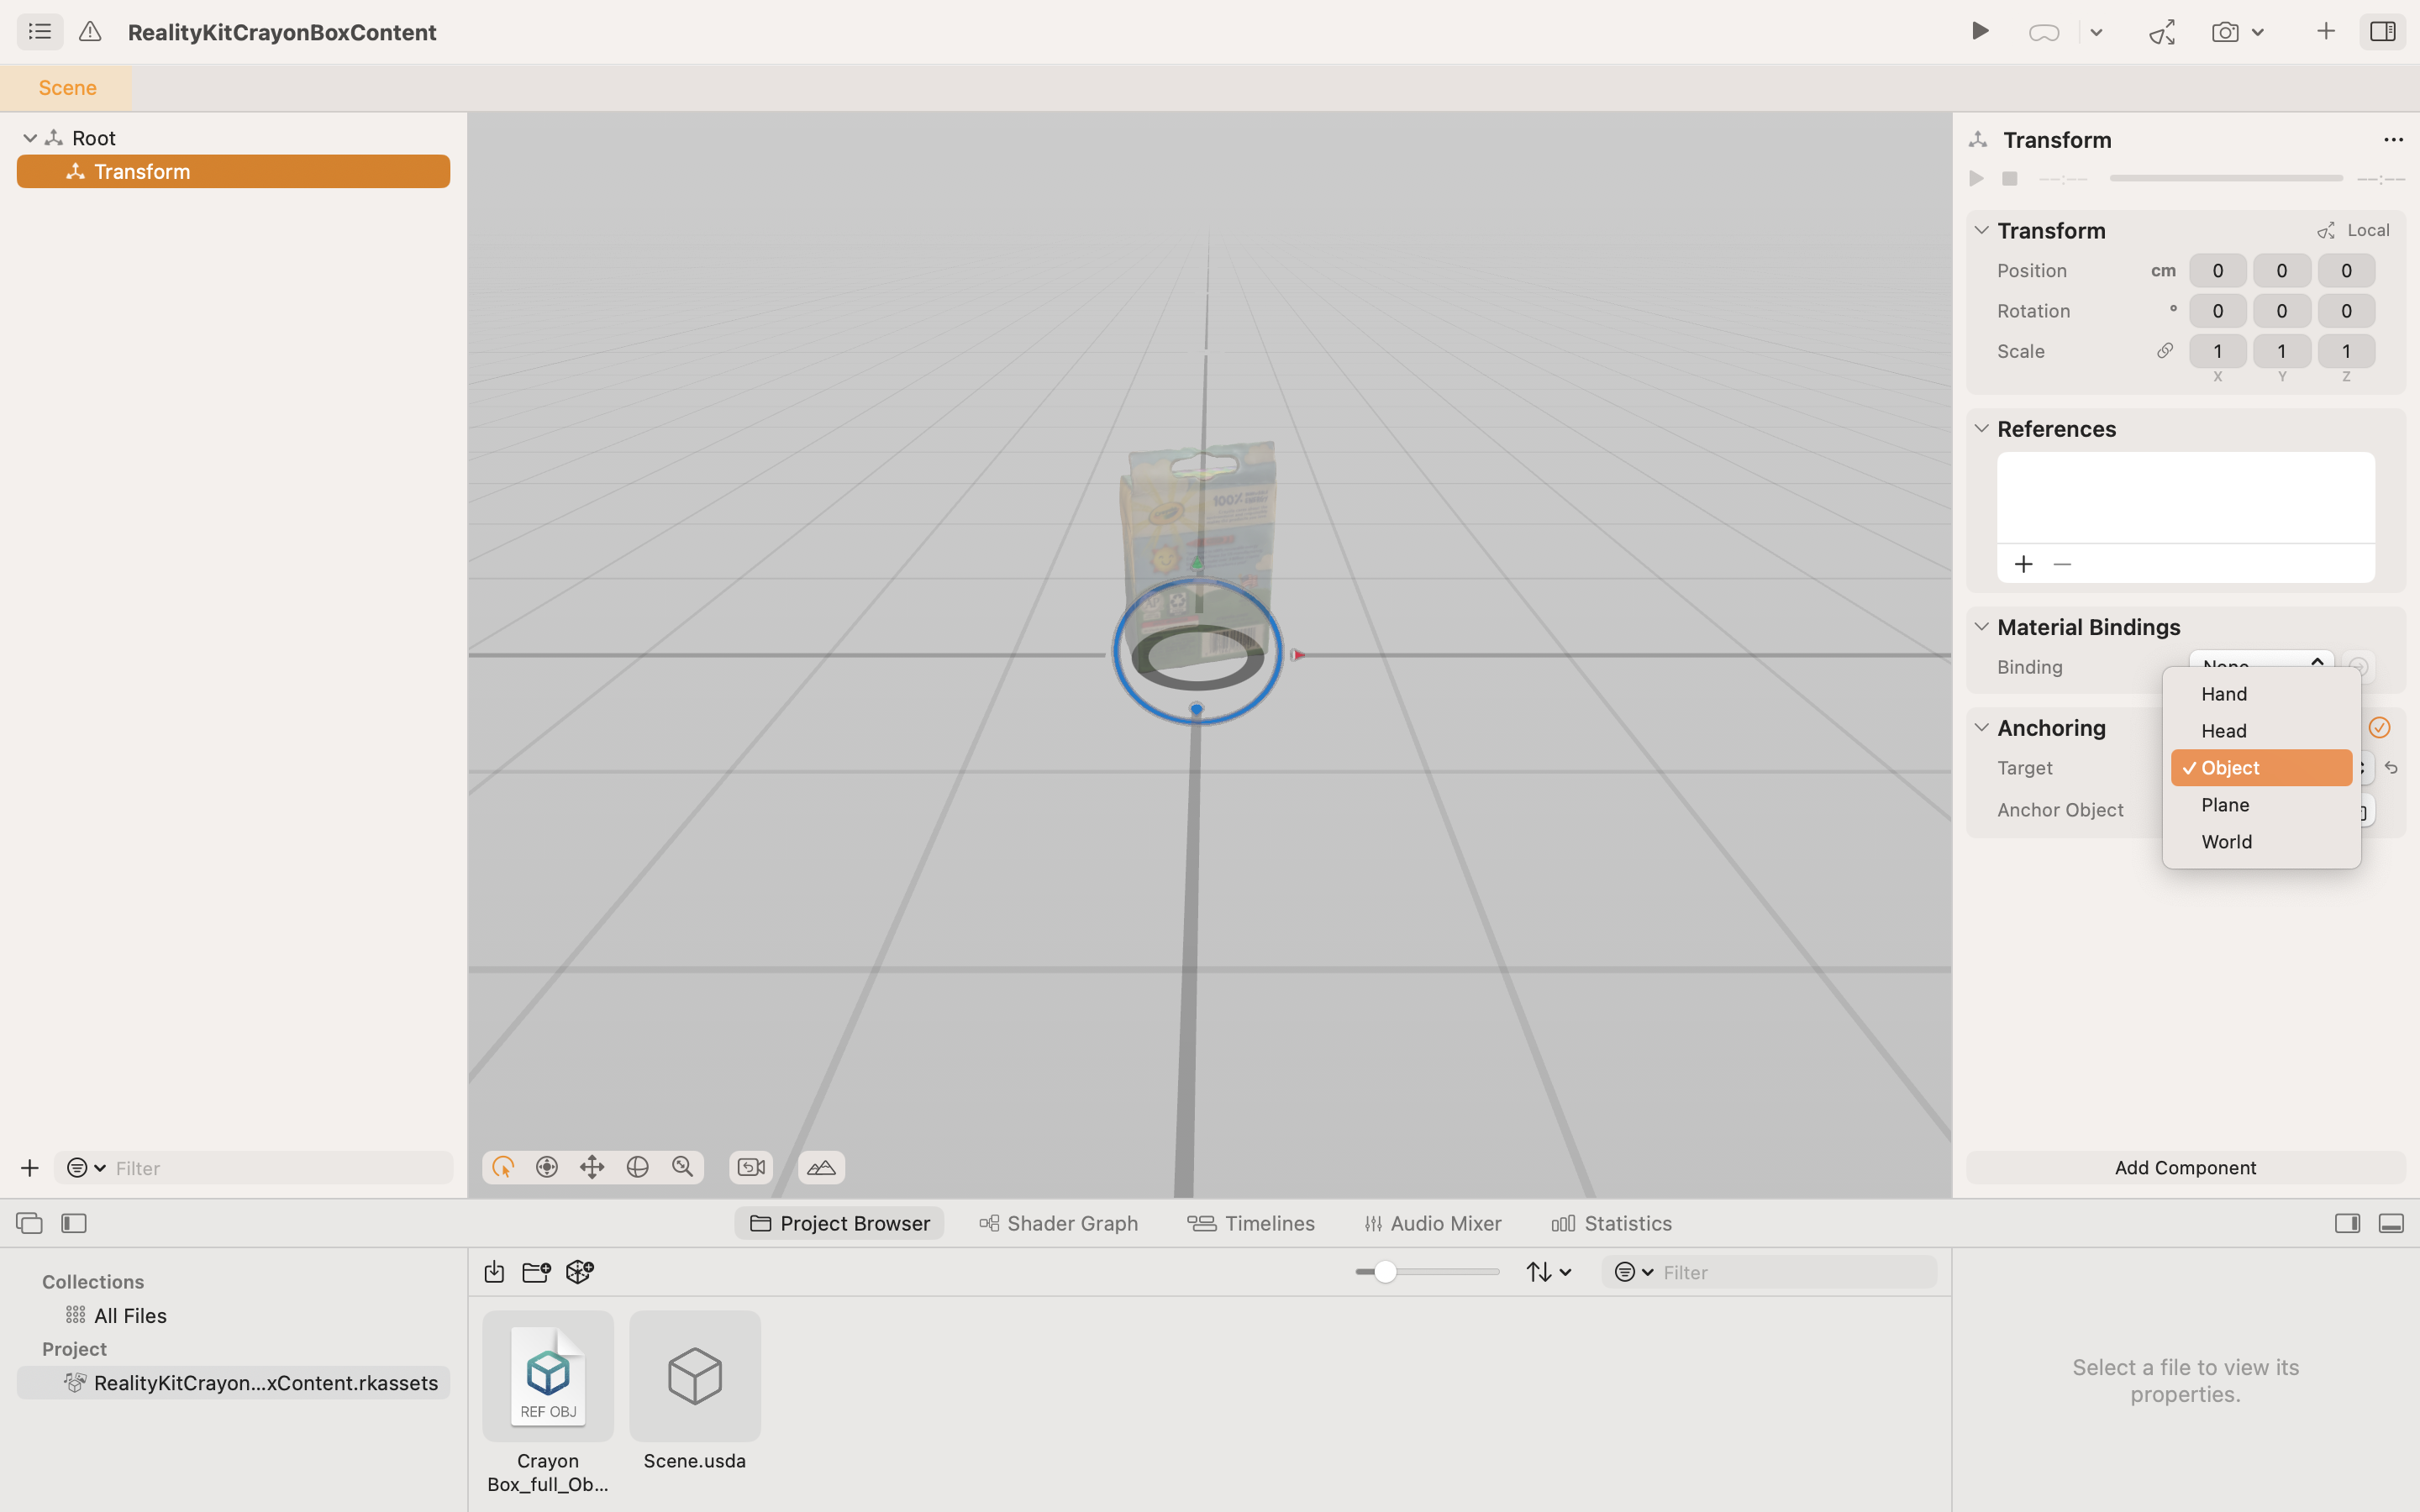 RealityKitCrayonBoxContent
Scene
Root
Transform
Filter
Transform
--:--
--:--
Transform
Local
Position cm 0 0 0
Rotation ° 0 0 0
Scale 1 1 1
X Y Z
References
Material Bindings
Binding
Anchoring
Target
Anchor Object
Hand
Head
✓ Object
Plane
World
Add Component
Project Browser
Shader Graph
Timelines
Audio Mixer
Statistics
Collections
All Files
Project
RealityKitCrayon...xContent.rkassets
Filter
REF OBJ
Crayon
Box_full_Ob...
Scene.usda
Select a file to view its
properties.